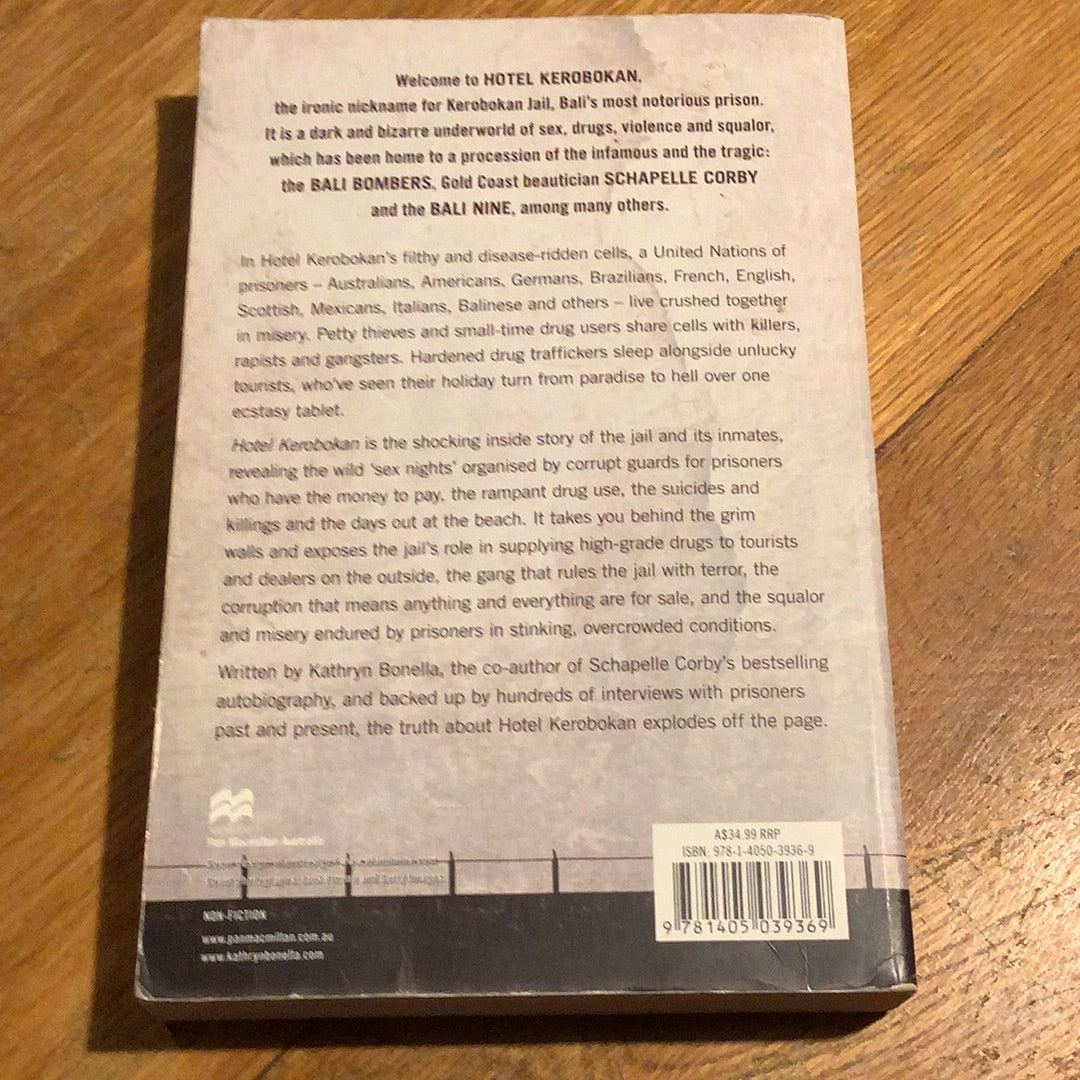 Welcome to HOTEL KEROBOKAN,
the ironic nickname for Kerobokan Jail, Bali's most notorious prison.
It is a dark and bizarre underworld of sex, drugs, violence and squalor,
which has been home to a procession of the infamous and the tragic:
the BALI BOMBERS, Gold Coast beautician SCHAPELLE CORBY
and the BALI NINE, among many others.
In Hotel Kerobokan's filthy and disease-ridden cells, a United Nations of
prisoners – Australians, Americans, Germans, Brazilians, French, English,
Scottish, Mexicans, Italians, Balinese and others – live crushed together
in misery. Petty thieves and small-time drug users share cells with killers,
rapists and gangsters. Hardened drug traffickers sleep alongside unlucky
tourists, who've seen their holiday turn from paradise to hell over one
ecstasy tablet.
Hotel Kerobokan is the shocking inside story of the jail and its inmates,
revealing the wild 'sex nights' organised by corrupt guards for prisoners
who have the money to pay, the rampant drug use, the suicides and
killings and the days out at the beach. It takes you behind the grim
walls and exposes the jail's role in supplying high-grade drugs to tourists
and dealers on the outside, the gang that rules the jail with terror, the
corruption that means anything and everything are for sale, and the squalor
and misery endured by prisoners in stinking, overcrowded conditions.
Written by Kathryn Bonella, the co-author of Schapelle Corby's bestselling
autobiography, and backed up by hundreds of interviews with prisoners
past and present, the truth about Hotel Kerobokan explodes off the page.
Pan Macmillan Australia
NON-FICTION
www.panmacmillan.com.au
www.kathrynbonella.com
A$34.99 RRP
ISBN: 978-1-4050-3936-9
9 781405 039369